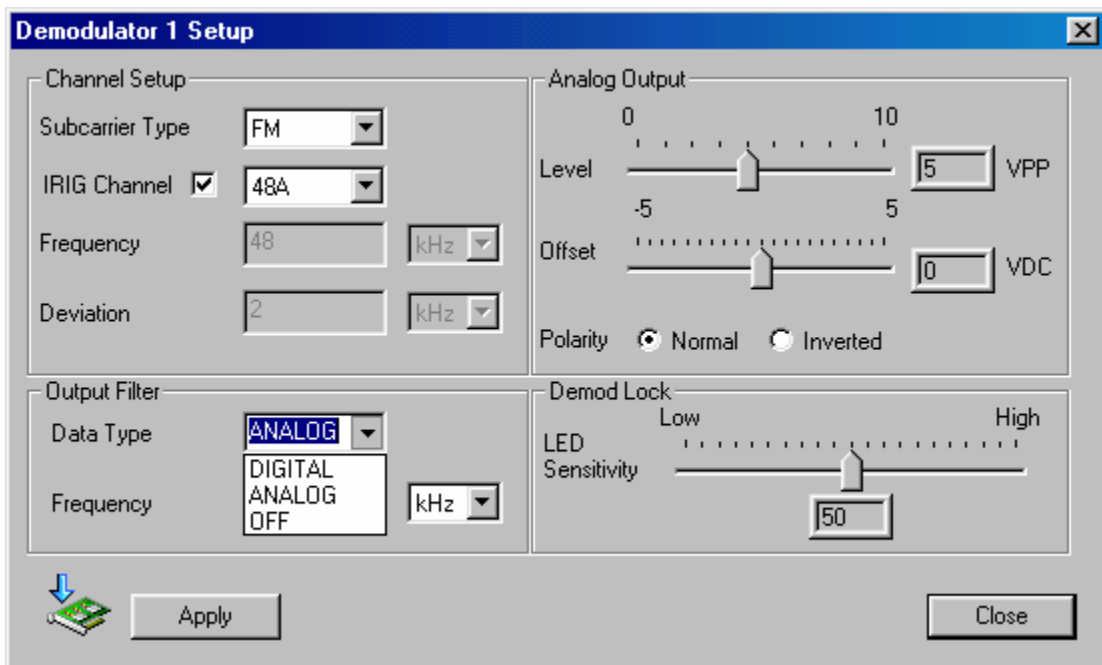 Demodulator 1 Setup
Channel Setup
Subcarrier Type FM
IRIG Channel 48A
Frequency 48 kHz
Deviation 2 kHz
Analog Output
0 10
Level 5 VPP
-5 5
Offset 0 VDC
Polarity Normal Inverted
Output Filter
Data Type ANALOG
DIGITAL
ANALOG
OFF
Frequency kHz
Demod Lock
Low High
LED
Sensitivity
50
Apply
Close